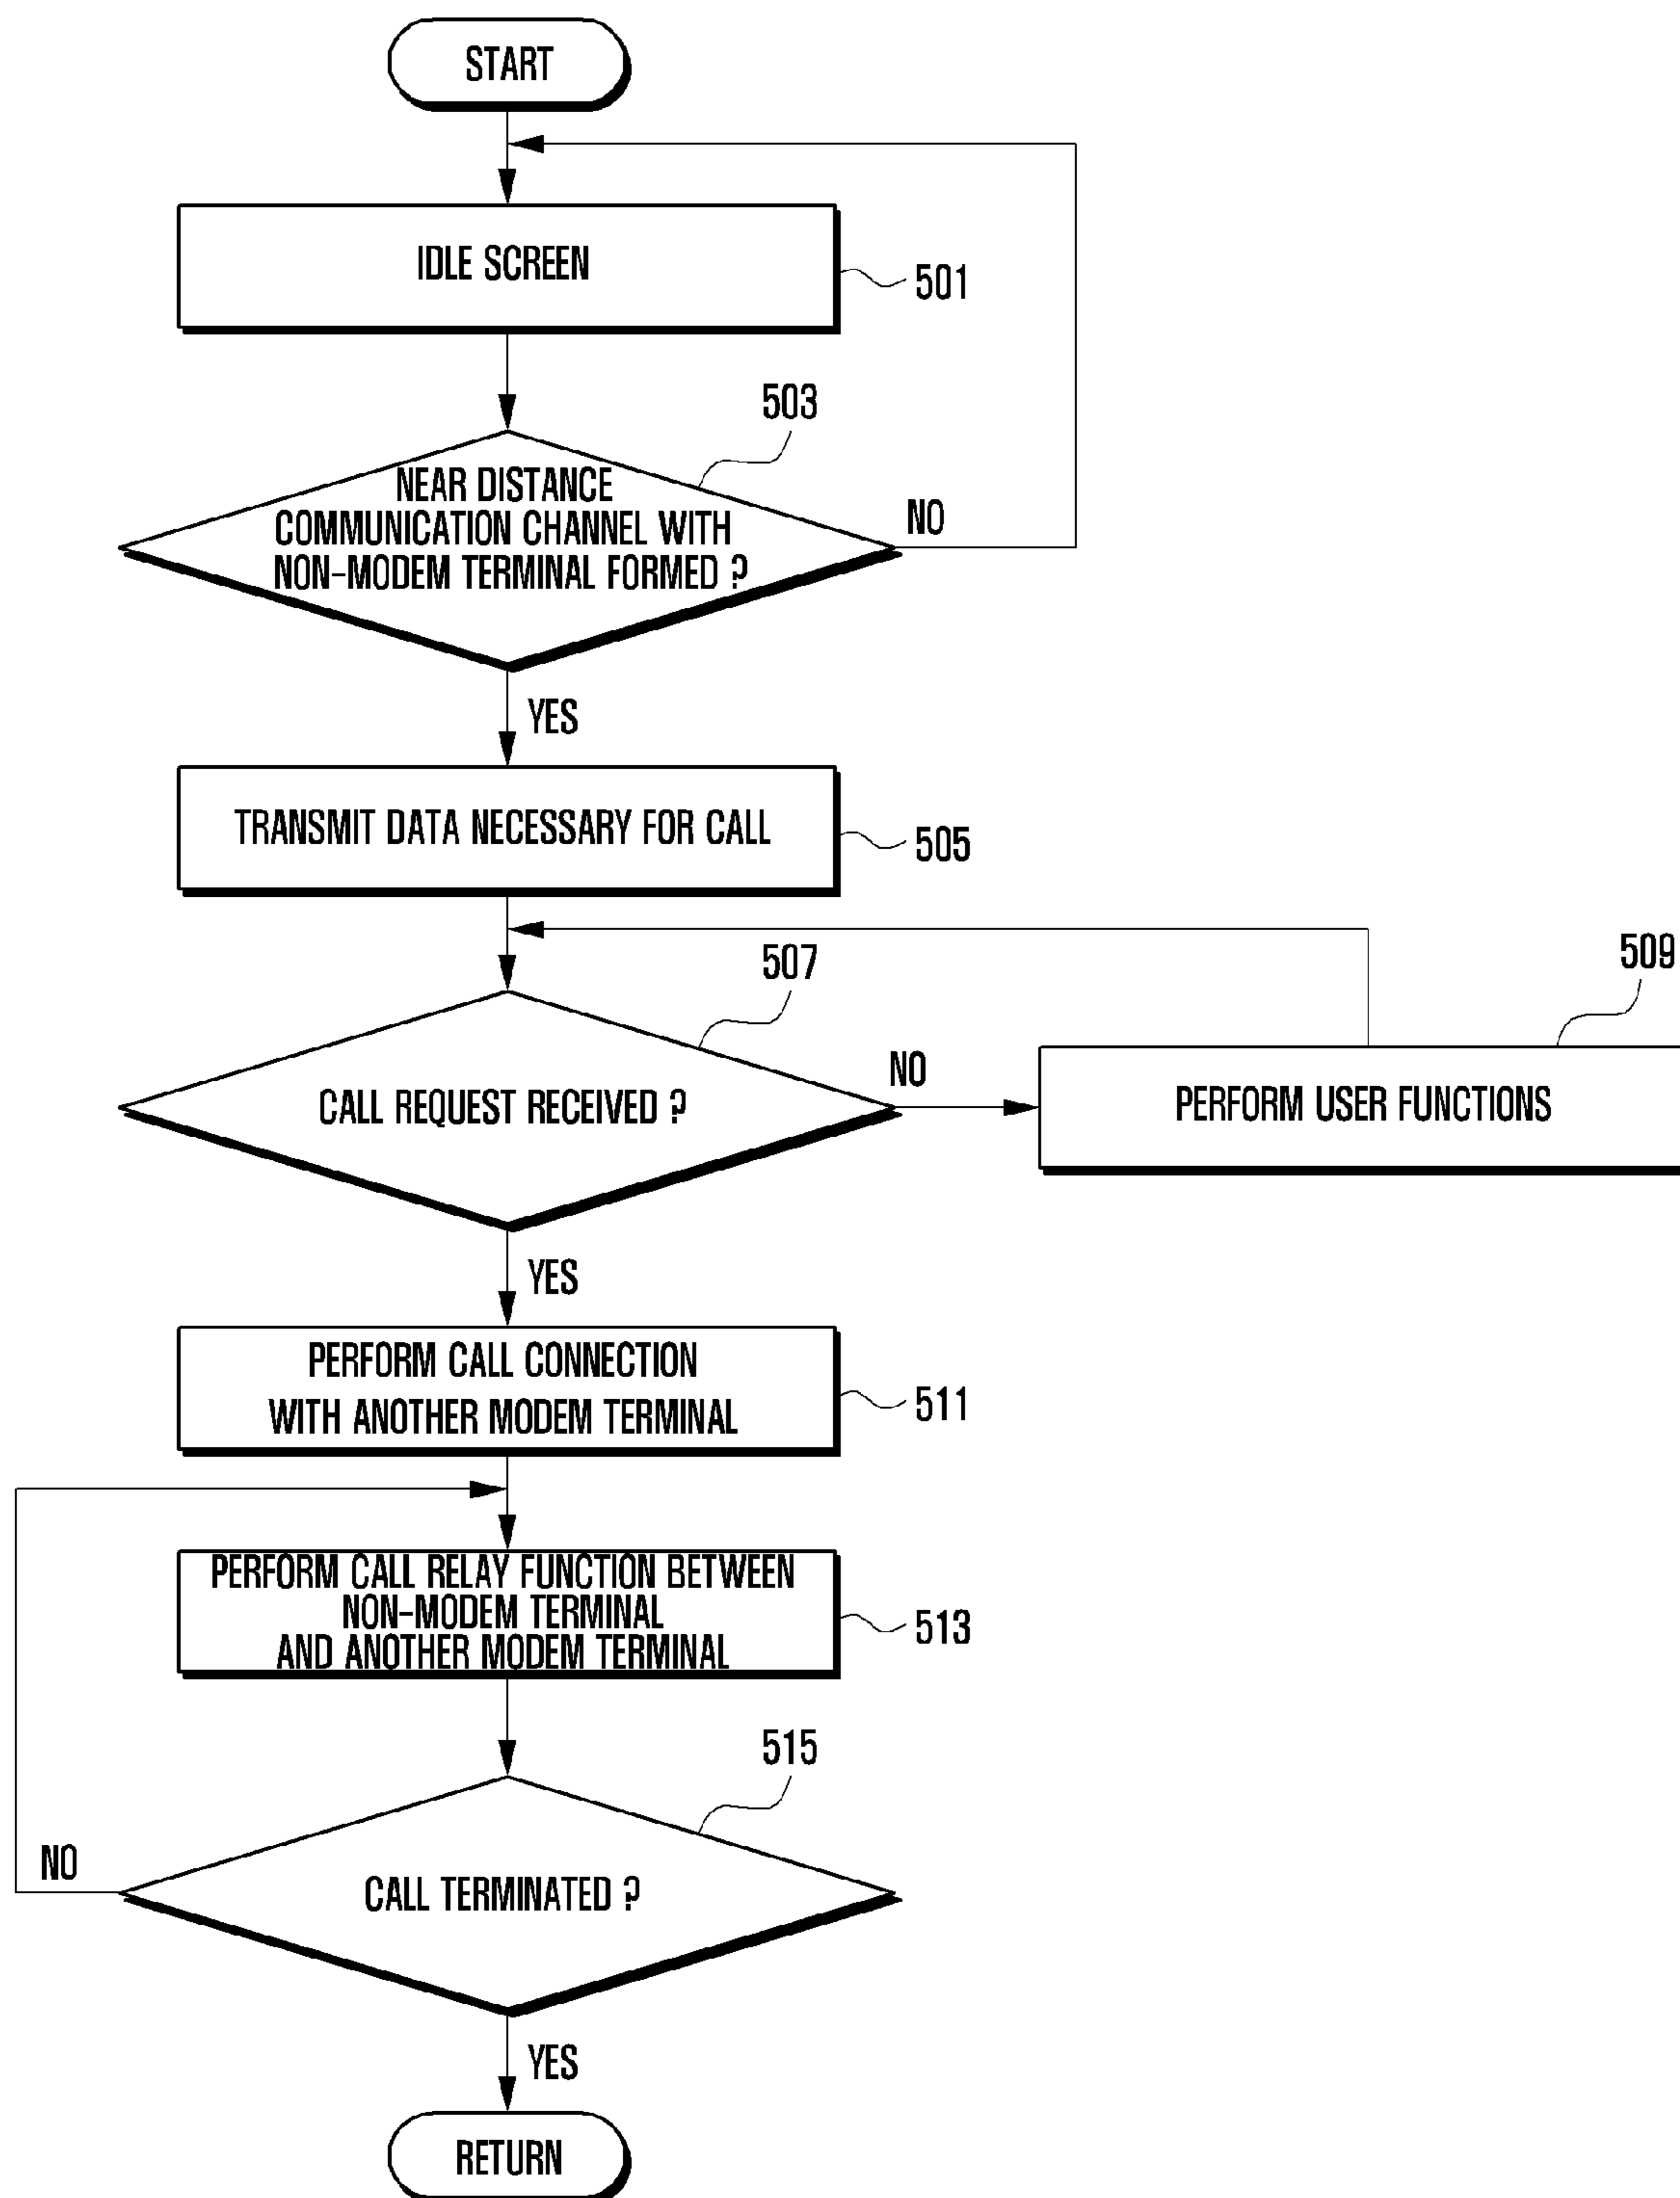 START
IDLE SCREEN
501
503
NEAR DISTANCE
COMMUNICATION CHANNEL WITH
NON-MODEM TERMINAL FORMED ?
NO
YES
TRANSMIT DATA NECESSARY FOR CALL
505
507
509
CALL REQUEST RECEIVED ?
NO
PERFORM USER FUNCTIONS
YES
PERFORM CALL CONNECTION
WITH ANOTHER MODEM TERMINAL
511
PERFORM CALL RELAY FUNCTION BETWEEN
NON-MODEM TERMINAL
AND ANOTHER MODEM TERMINAL
513
515
NO
CALL TERMINATED ?
YES
RETURN